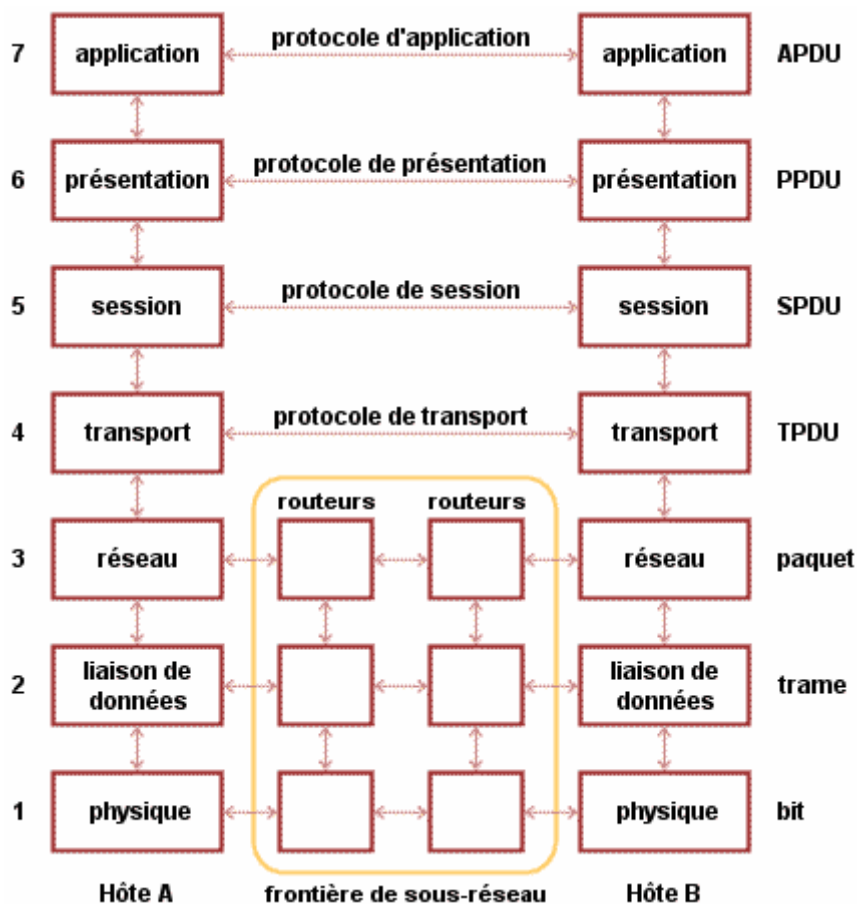 7 application protocole d'application application APDU
6 présentation protocole de présentation présentation PPDU
5 session protocole de session session SPDU
4 transport protocole de transport transport TPDU
routeurs routeurs
3 réseau réseau paquet
2 liaison de données liaison de données trame
1 physique physique bit
Hôte A frontière de sous-réseau Hôte B